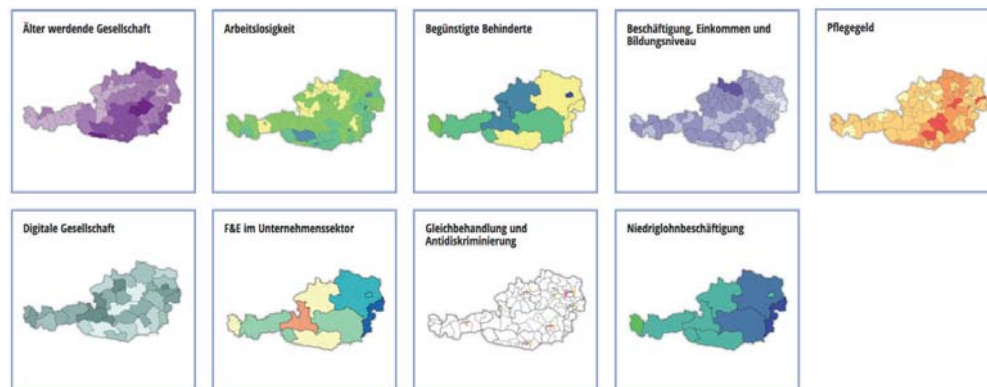 Älter werdende Gesellschaft
Arbeitslosigkeit
Begünstigte Behinderte
Beschäftigung, Einkommen und
Bildungsniveau
Pflegegeld
Digitale Gesellschaft
F&E im Unternehmenssektor
Gleichbehandlung und
Antidiskriminierung
Niedriglohnbeschäftigung